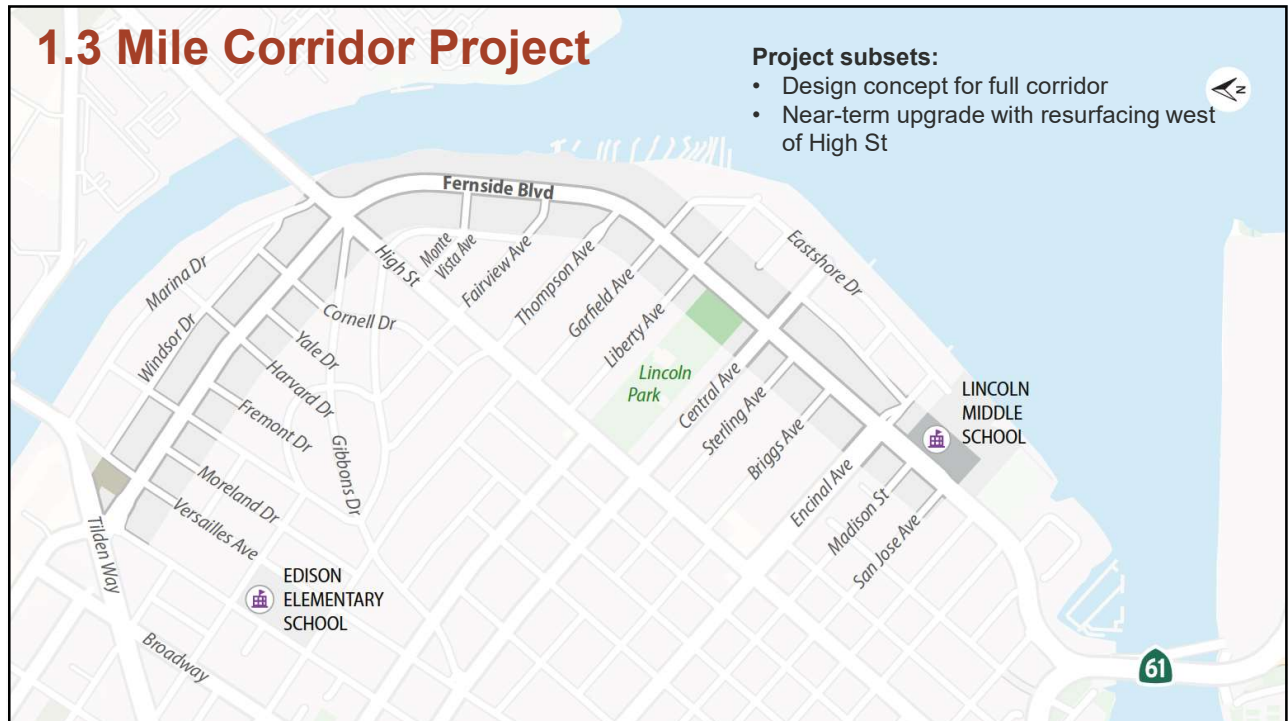 1.3 Mile Corridor Project
Project subsets:
• Design concept for full corridor
• Near-term upgrade with resurfacing west
of High St
N
Fernside Blvd
High St
Monte
Vista Ave
Fairview Ave
Thompson Ave
Garfield Ave
Liberty Ave
Eastshore Dr
Marina Dr
Windsor Dr
Cornell Dr
Yale Dr
Harvard Dr
Fremont Dr
Gibbons Dr
Moreland Dr
Versailles Ave
Tilden Way
Broadway
Lincoln
Park
Central Ave
Sterling Ave
Briggs Ave
Encinal Ave
Madison St
San Jose Ave
LINCOLN
MIDDLE
SCHOOL
EDISON
ELEMENTARY
SCHOOL
61